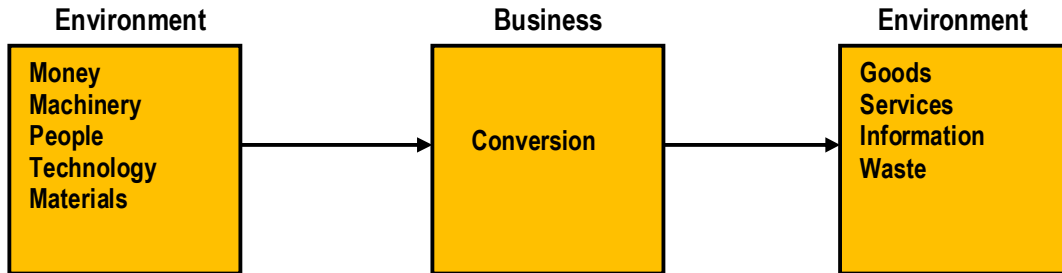 Environment
Business
Environment
Money
Machinery
People
Technology
Materials
Conversion
Goods
Services
Information
Waste